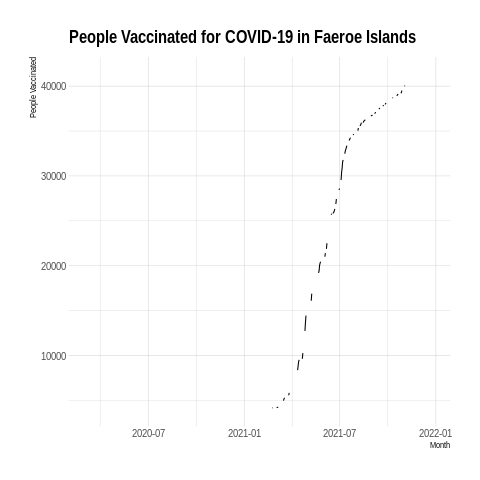 People Vaccinated for COVID-19 in Faeroe Islands
People Vaccinated
40000
30000
20000
10000
2020-07
2021-01
2021-07
2022-01
Month